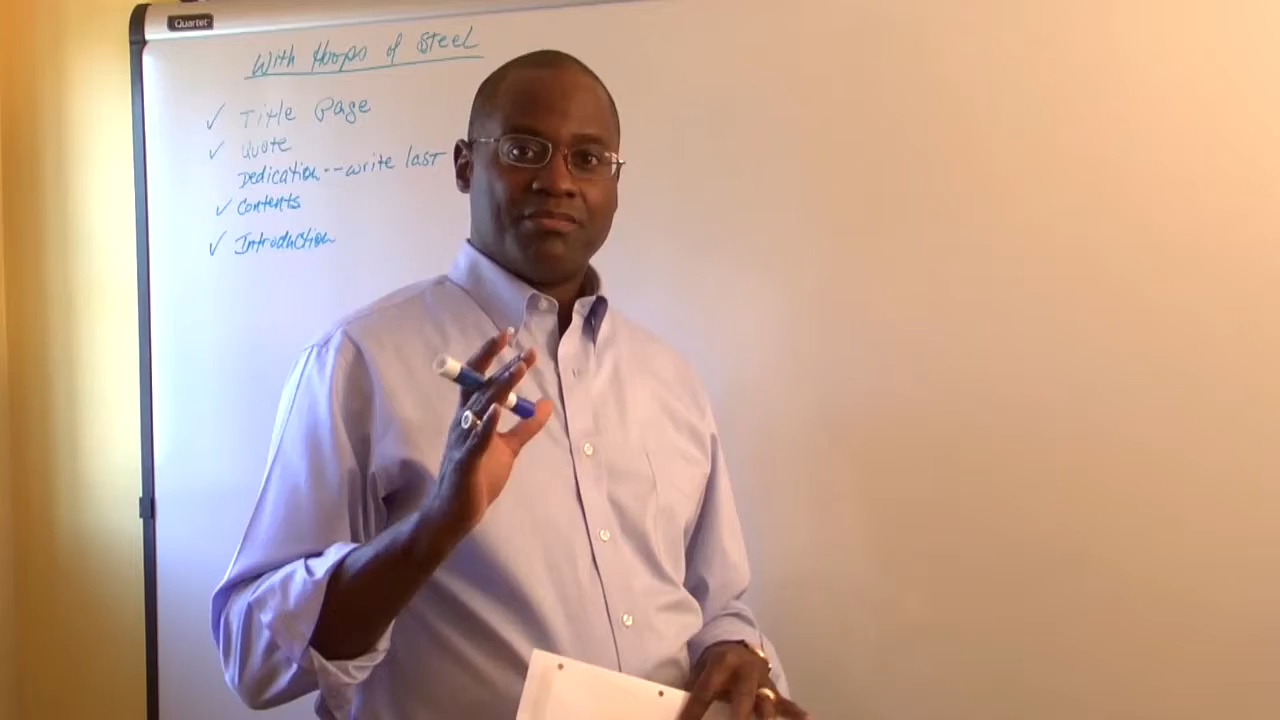 Quartet
With Hoops of Steel
✓ Title Page
✓ Quote
Dedication--write last
✓ Contents
✓ Introduction